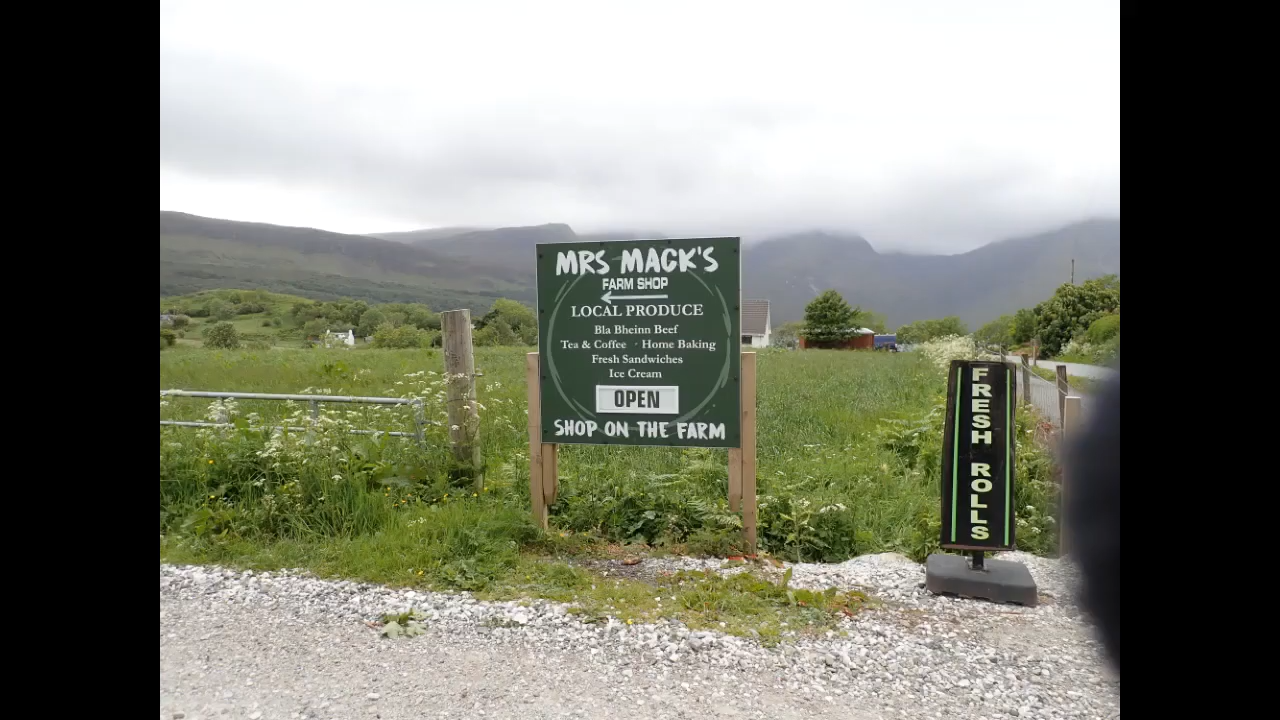 MRS MACK'S
FARM SHOP
LOCAL PRODUCE
Bla Bheinn Beef
Tea & Coffee · Home Baking
Fresh Sandwiches
Ice Cream
OPEN
SHOP ON THE FARM
FRESH ROLLS